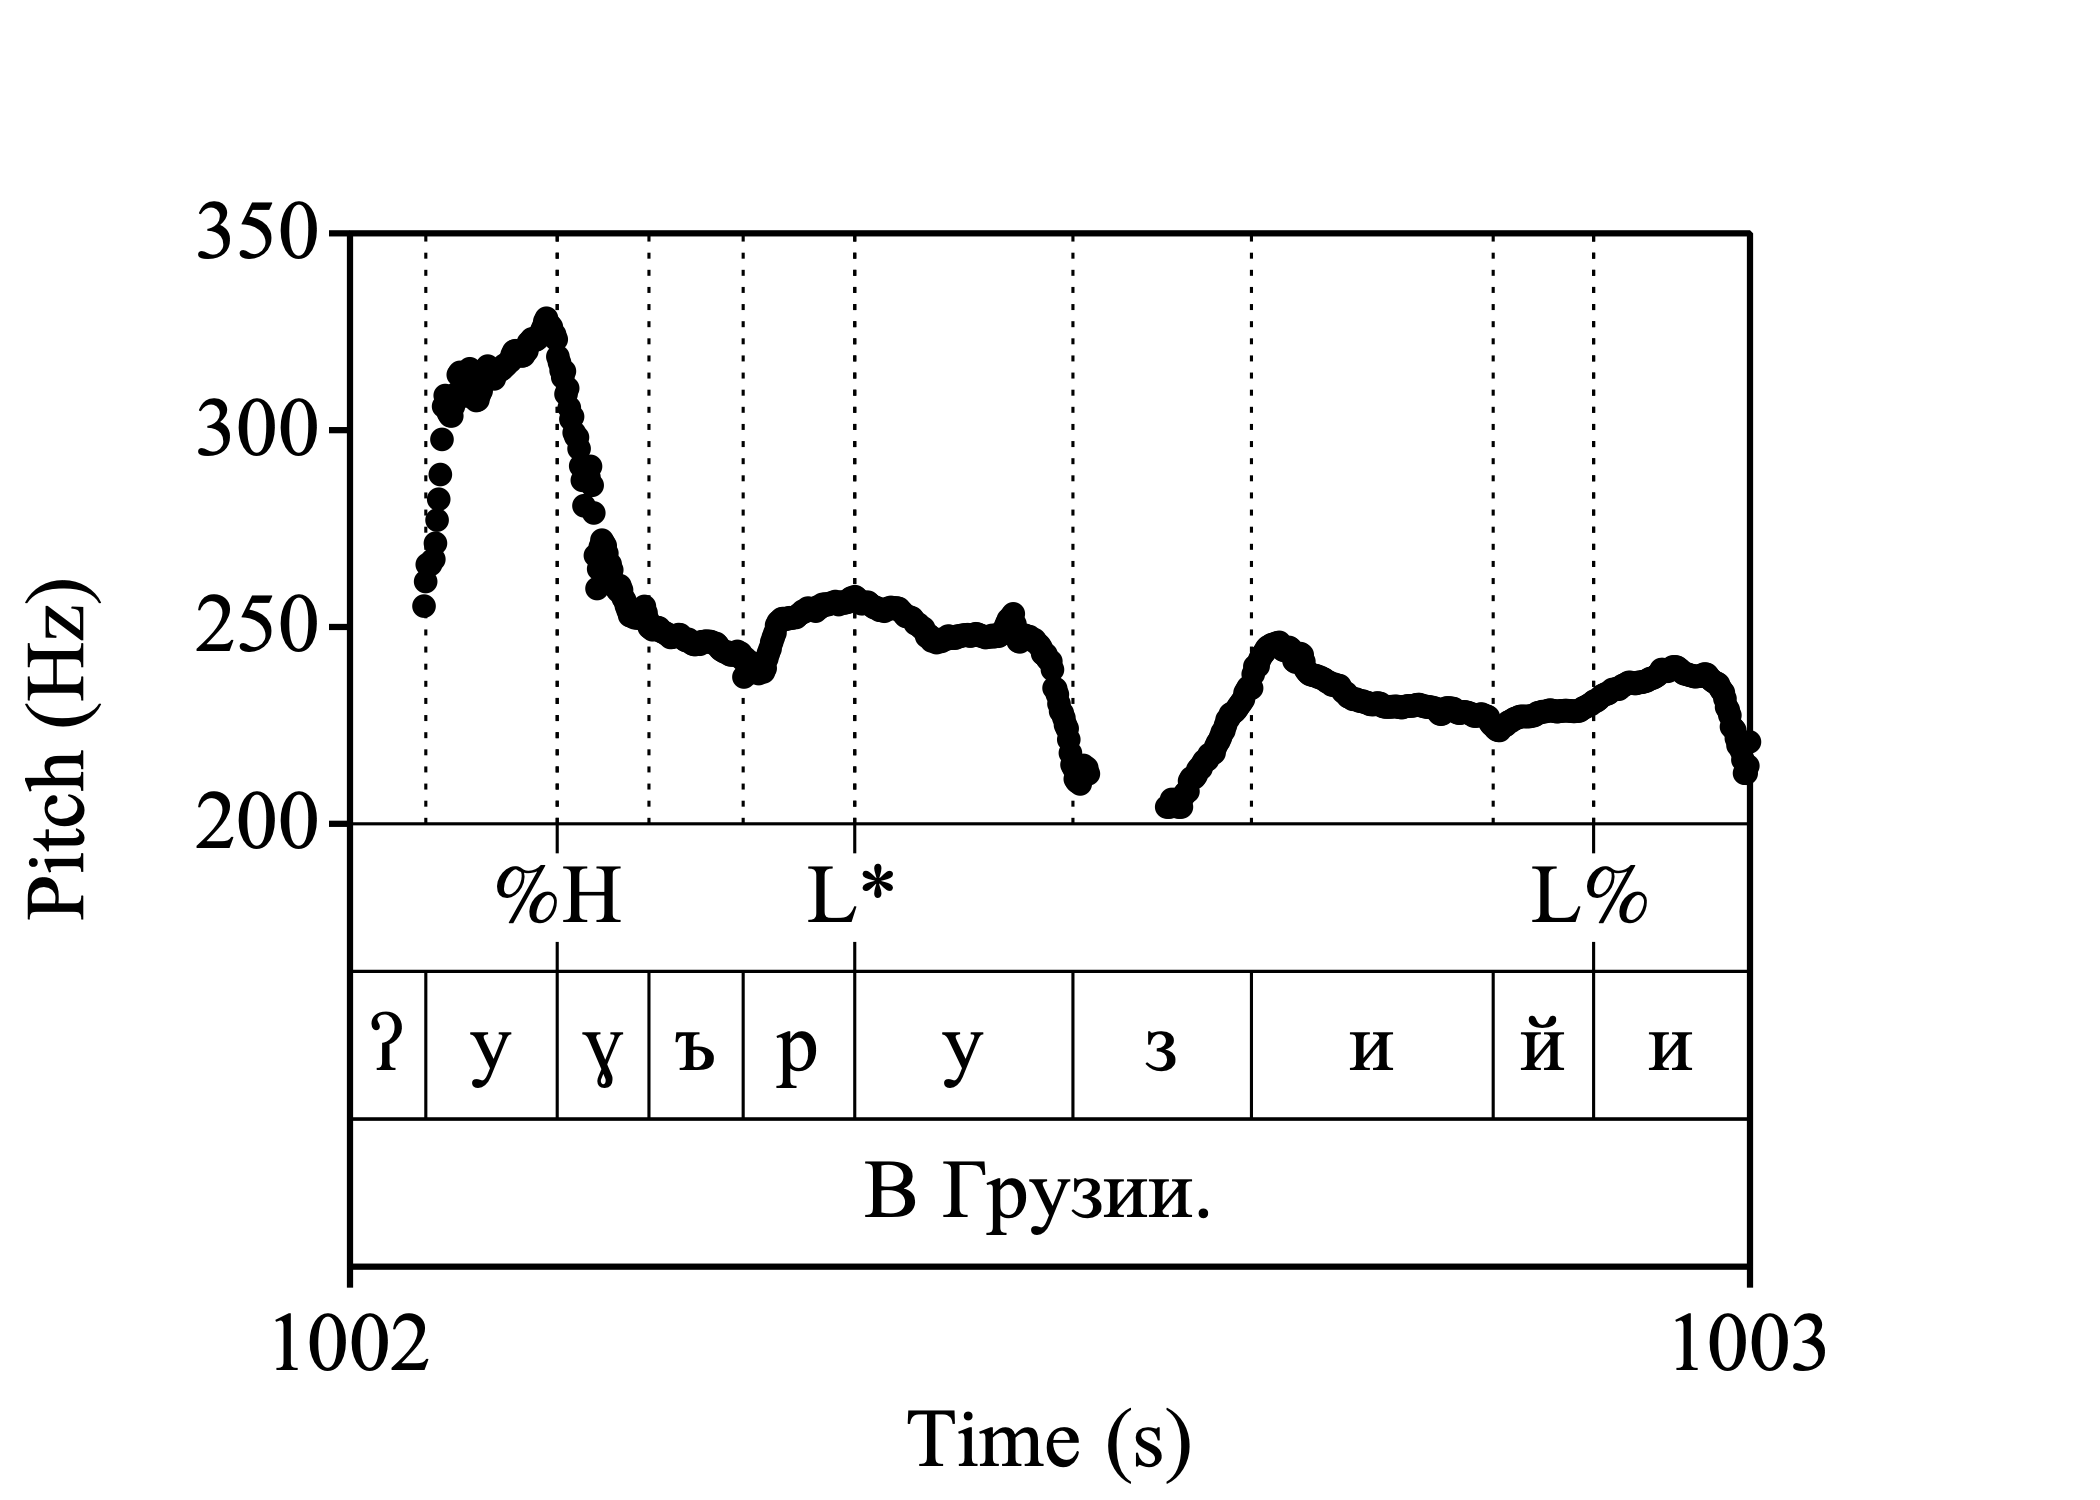 350
300
250
200
Pitch (Hz)
%H L* L%
ʔ у ɣ ъ р у з и й и
В Грузии.
1002 1003
Time (s)